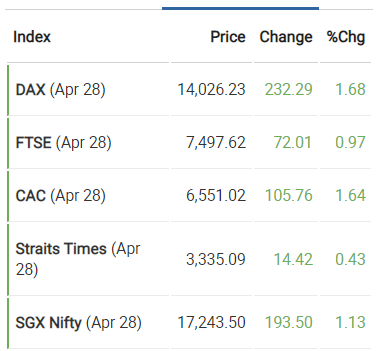 Index Price Change %Chg
DAX (Apr 28) 14,026.23 232.29 1.68
FTSE (Apr 28) 7,497.62 72.01 0.97
CAC (Apr 28) 6,551.02 105.76 1.64
Straits Times (Apr
28) 3,335.09 14.42 0.43
SGX Nifty (Apr 28) 17,243.50 193.50 1.13